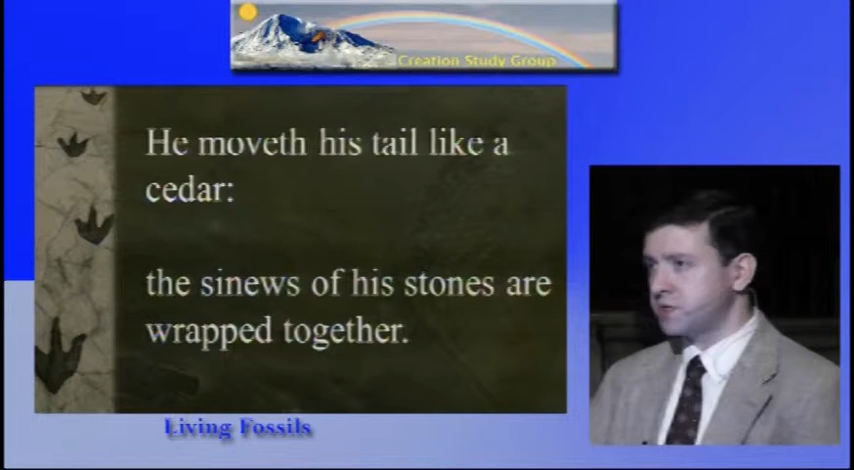 Creation Study Group
He moveth his tail like a
cedar:
the sinews of his stones are
wrapped together.
Living Fossils